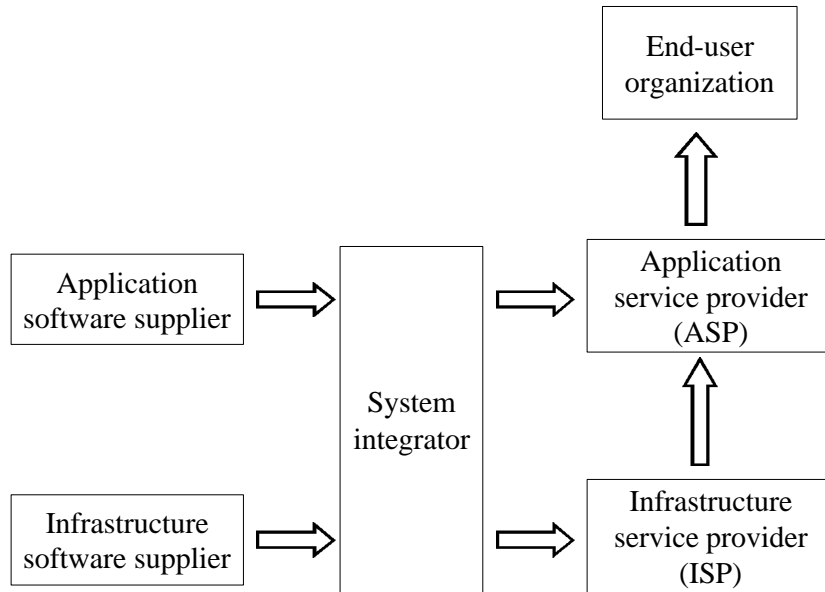 End-user
organization
Application
software supplier
System
integrator
Application
service provider
(ASP)
Infrastructure
software supplier
Infrastructure
service provider
(ISP)